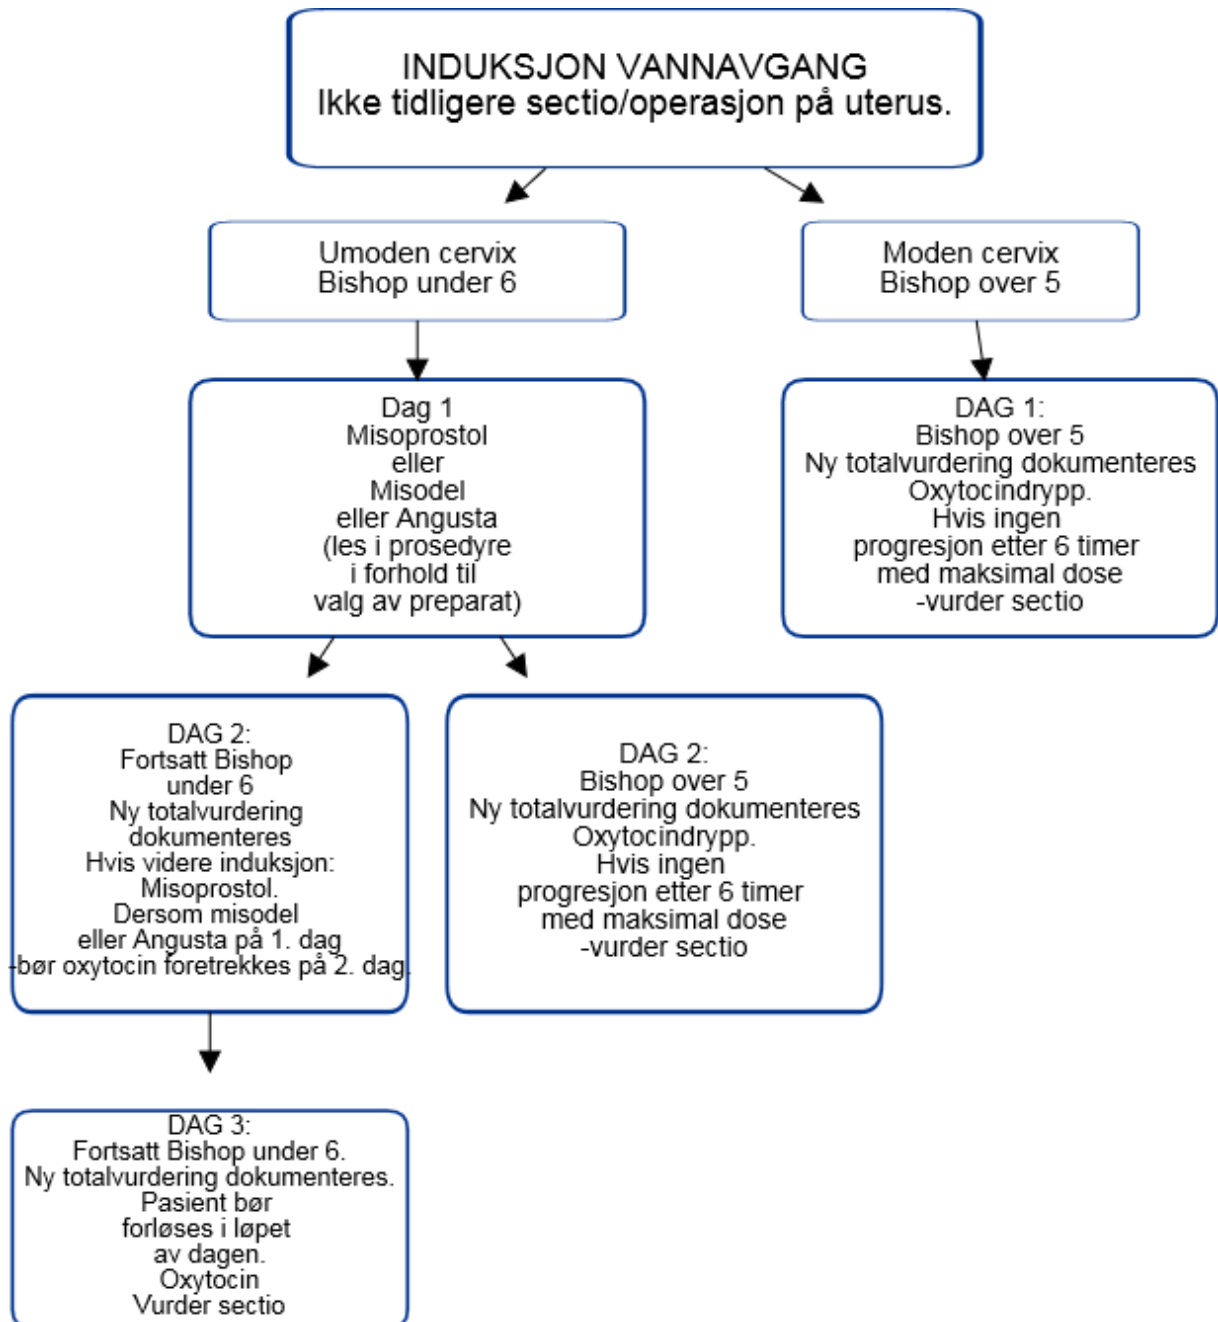 INDUKSJON VANNAVGANG
Ikke tidligere sectio/operasjon på uterus.
Umoden cervix
Bishop under 6
Moden cervix
Bishop over 5
Dag 1
Misoprostol
eller
Misodel
eller Angusta
(les i prosedyre
i forhold til
valg av preparat)
DAG 1:
Bishop over 5
Ny totalvurdering dokumenteres
Oxytocindrypp.
Hvis ingen
progresjon etter 6 timer
med maksimal dose
-vurder sectio
DAG 2:
Fortsatt Bishop
under 6
Ny totalvurdering
dokumenteres
Hvis videre induksjon:
Misoprostol.
Dersom misodel
eller Angusta på 1. dag
-bør oxytocin foretrekkes på 2. dag.
DAG 2:
Bishop over 5
Ny totalvurdering dokumenteres
Oxytocindrypp.
Hvis ingen
progresjon etter 6 timer
med maksimal dose
-vurder sectio
DAG 3:
Fortsatt Bishop under 6.
Ny totalvurdering dokumenteres.
Pasient bør
forløses i løpet
av dagen.
Oxytocin
Vurder sectio